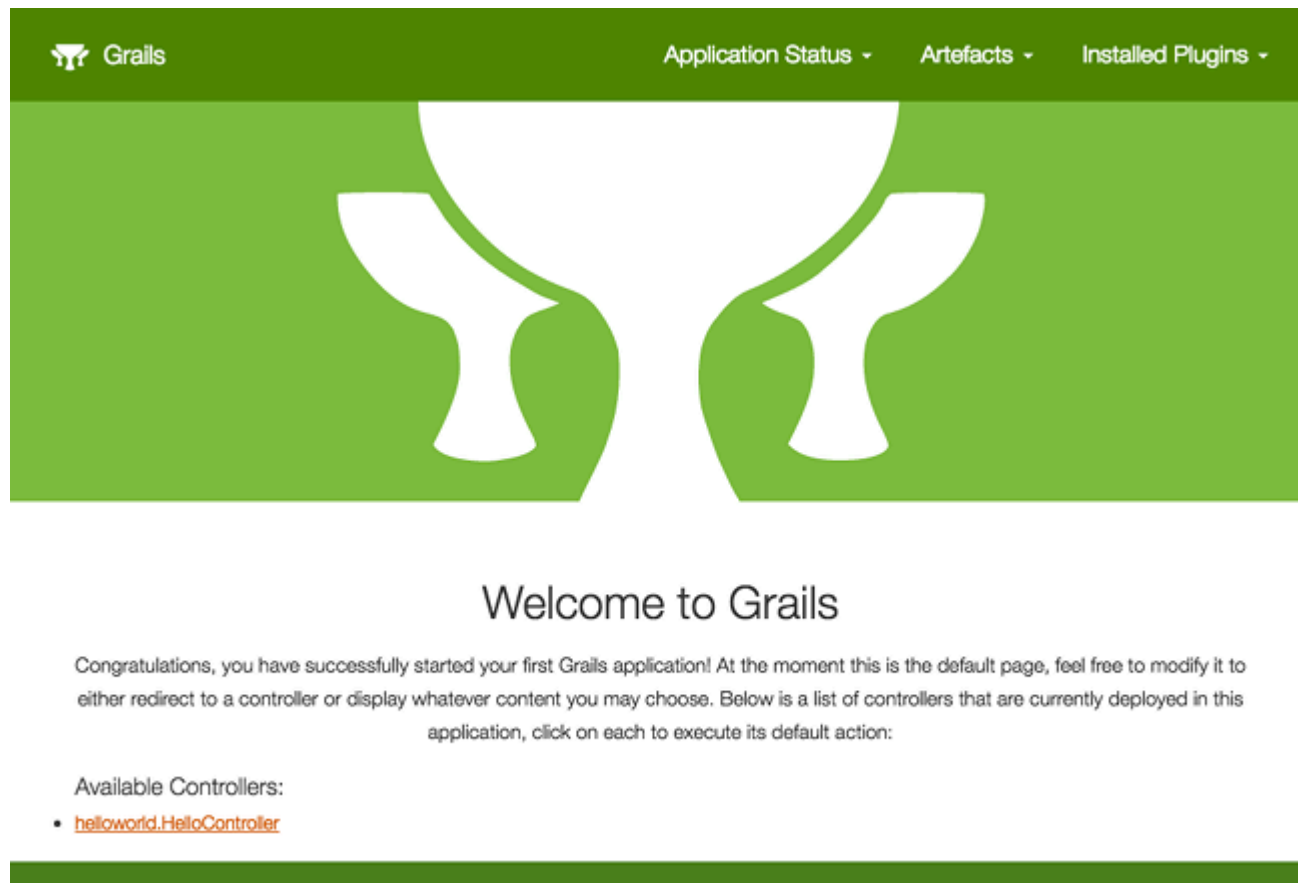 Grails
Application Status
Artefacts
Installed Plugins
Welcome to Grails
Congratulations, you have successfully started your first Grails application! At the moment this is the default page, feel free to modify it to
either redirect to a controller or display whatever content you may choose. Below is a list of controllers that are currently deployed in this
application, click on each to execute its default action:
Available Controllers:
helloworld.HelloController